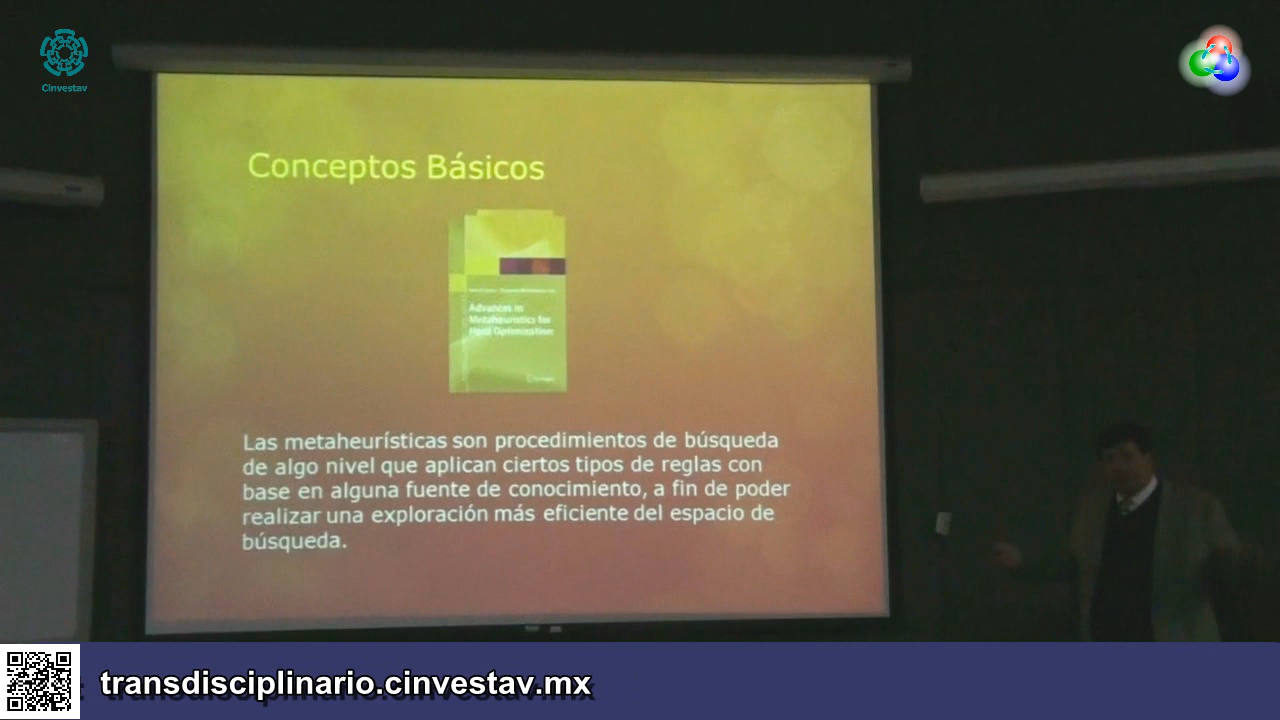 Cinvestav
Conceptos Básicos
Advances in
Metaheuristics for
Hard Optimization
Las metaheurísticas son procedimientos de búsqueda
de algo nivel que aplican ciertos tipos de reglas con
base en alguna fuente de conocimiento, a fin de poder
realizar una exploración más eficiente del espacio de
búsqueda.
transdisciplinario.cinvestav.mx